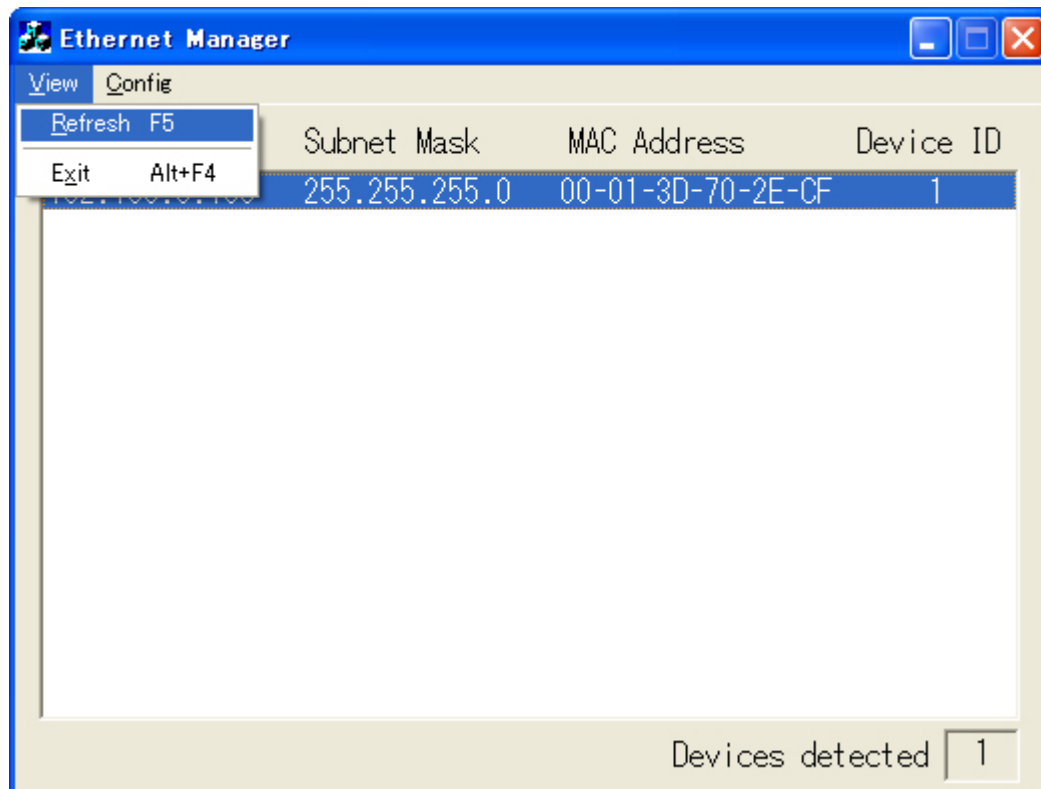 Ethernet Manager
View Config
Refresh F5
Exit Alt+F4
Subnet Mask MAC Address Device ID
255.255.255.0 00-01-3D-70-2E-CF 1
Devices detected 1